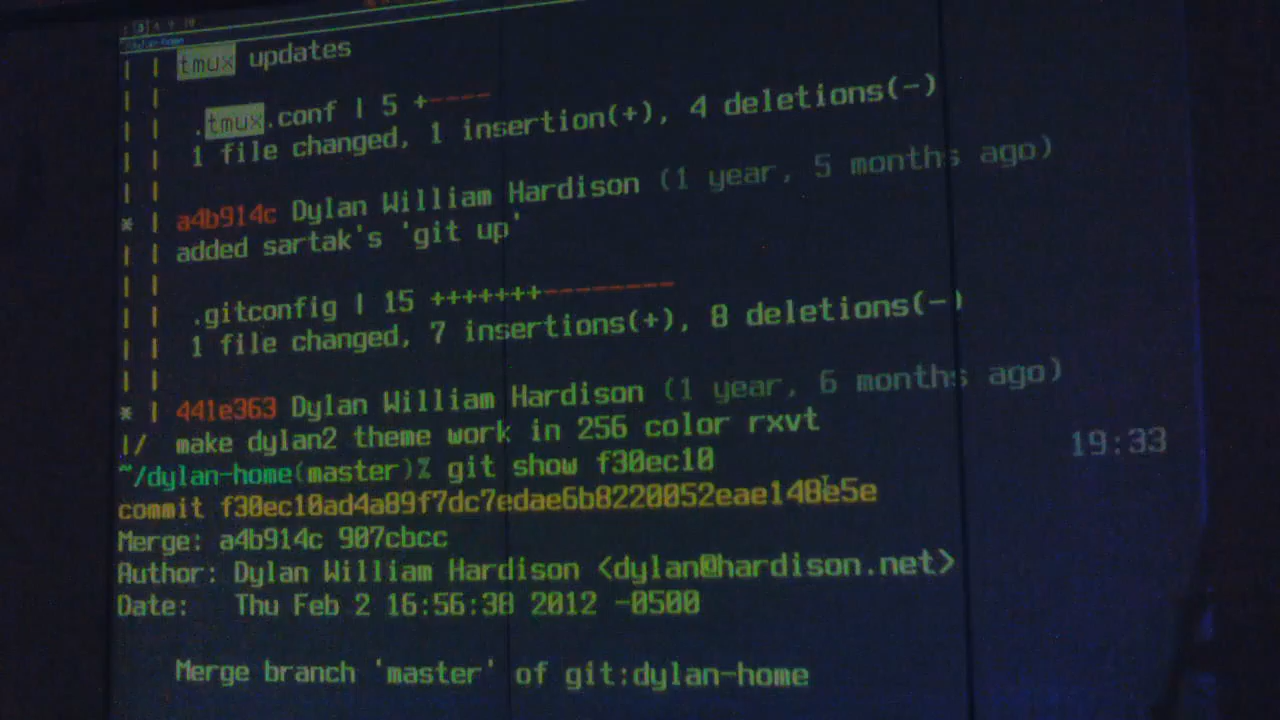 | | tmux updates
| |
| | .tmux.conf | 5 +----
| | 1 file changed, 1 insertion(+), 4 deletions(-)
| |
* | a4b914c Dylan William Hardison (1 year, 5 months ago)
| | added sartak's 'git up'
| |
| | .gitconfig | 15 +++++++--------
| | 1 file changed, 7 insertions(+), 8 deletions(-)
| |
* | 441e363 Dylan William Hardison (1 year, 6 months ago)
|/ make dylan2 theme work in 256 color rxvt
~/dylan-home(master)% git show f30ec10 19:33
commit f30ec10ad4a89f7dc7edae6b8220052eae148e5e
Merge: a4b914c 907cbcc
Author: Dylan William Hardison <dylan@hardison.net>
Date: Thu Feb 2 16:56:38 2012 -0500
Merge branch 'master' of git:dylan-home